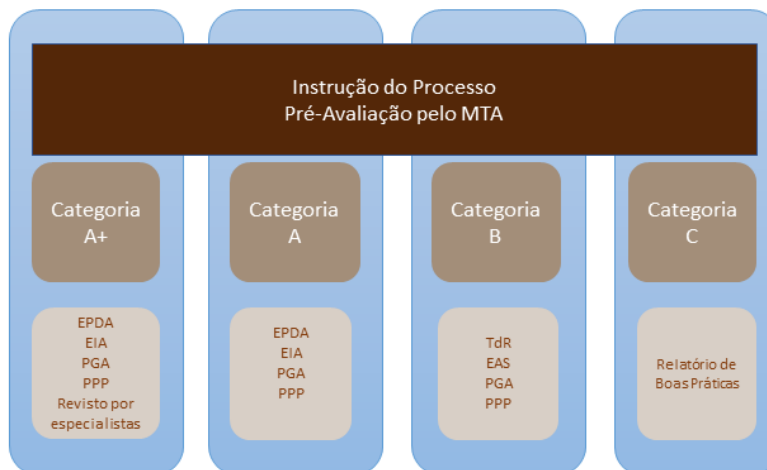 Instrução do Processo
Pré-Avaliação pelo MTA
Categoria
A+
Categoria
A
Categoria
B
Categoria
C
EPDA
EIA
PGA
PPP
Revisto por
especialistas
EPDA
EIA
PGA
PPP
TdR
EAS
PGA
PPP
Relatório de
Boas Práticas